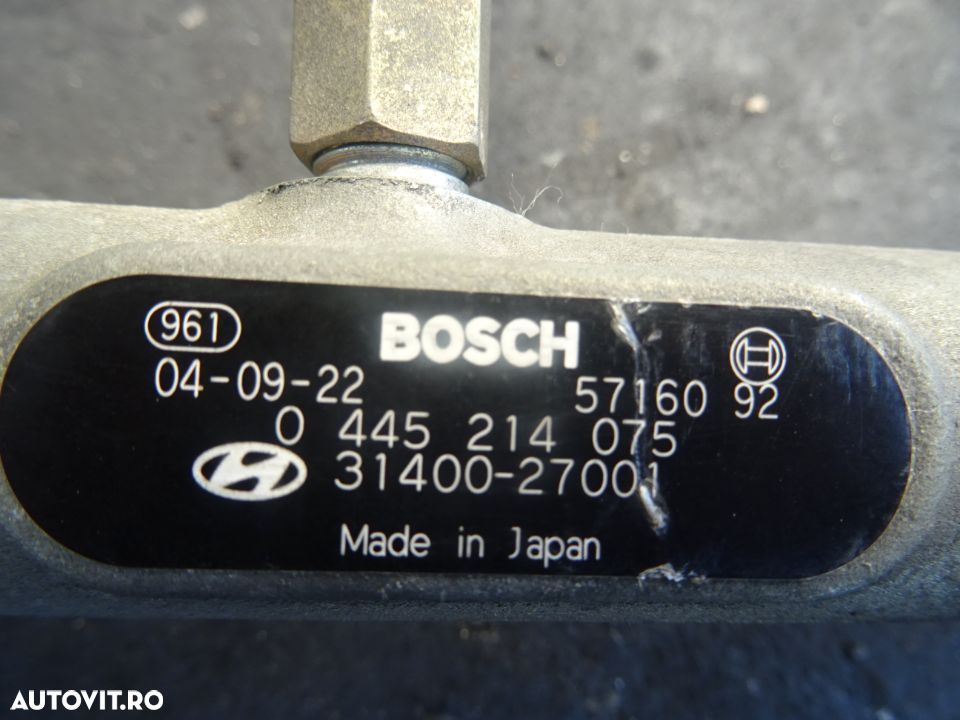 961
BOSCH
04-09-22 57160 92
0 445 214 075
31400-27001
Made in Japan
AUTOVIT.RO